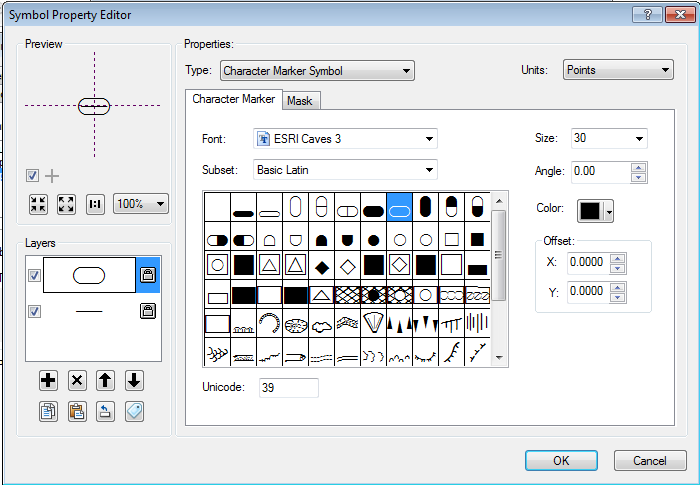 Symbol Property Editor
Preview
100%
Layers
Properties:
Type: Character Marker Symbol
Units: Points
Character Marker
Mask
Font: ESRI Caves 3
Subset: Basic Latin
Unicode: 39
Size: 30
Angle: 0.00
Color:
Offset:
X: 0.0000
Y: 0.0000
OK
Cancel